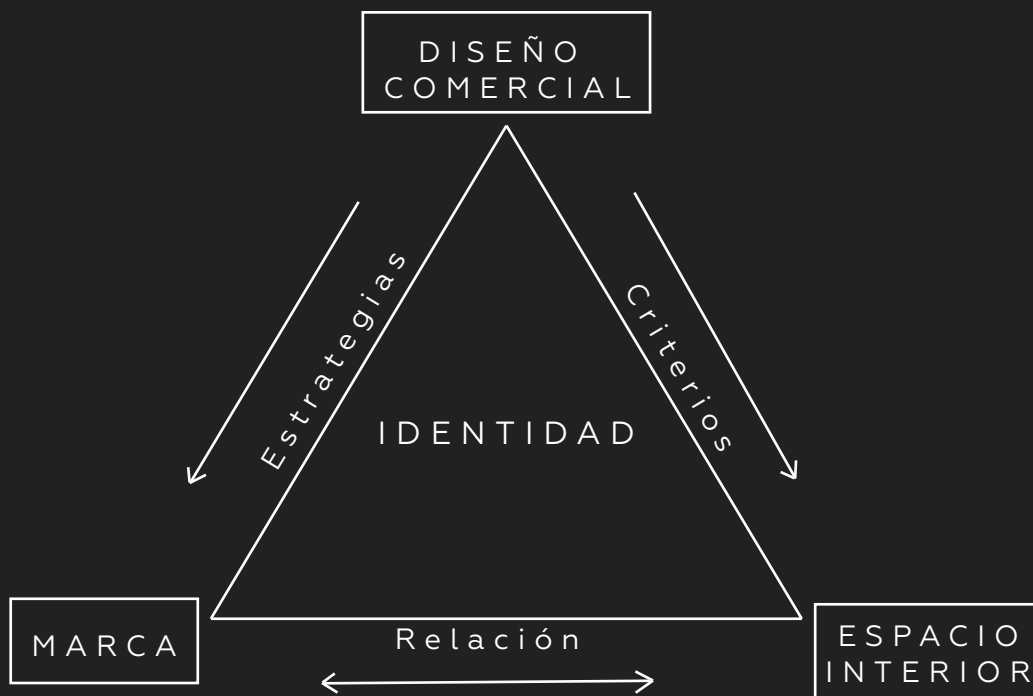 DISEÑO
COMERCIAL
Estrategias
Criterios
IDENTIDAD
MARCA
Relación
ESPACIO
INTERIOR